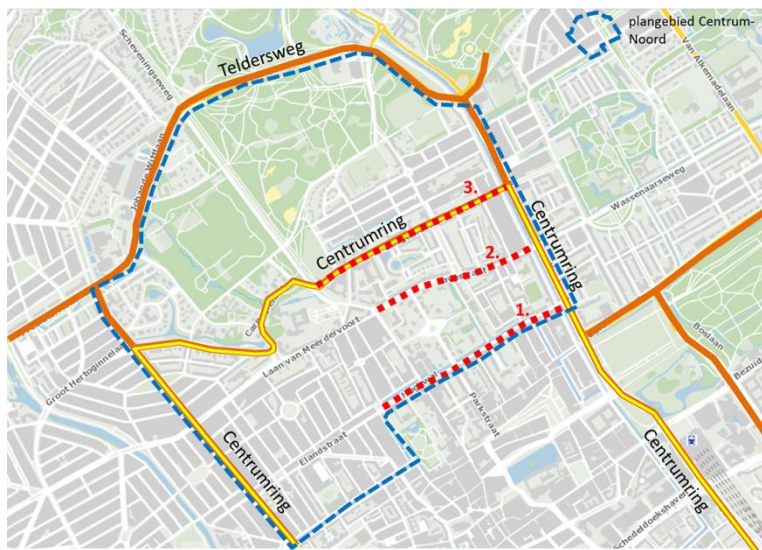 plangebied Centrum-
Noord
Scheveningseweg
Teldersweg
Van Alkemadelaan
Johan de Wittlaan
Wassenaarseweg
3.
Centrumring
Centrumring
2.
1.
Laan van Meerdervoort
Groot Hertoginnelaan
Boslaan
Parkstraat
Elandstraat
Centrumring
Centrumring